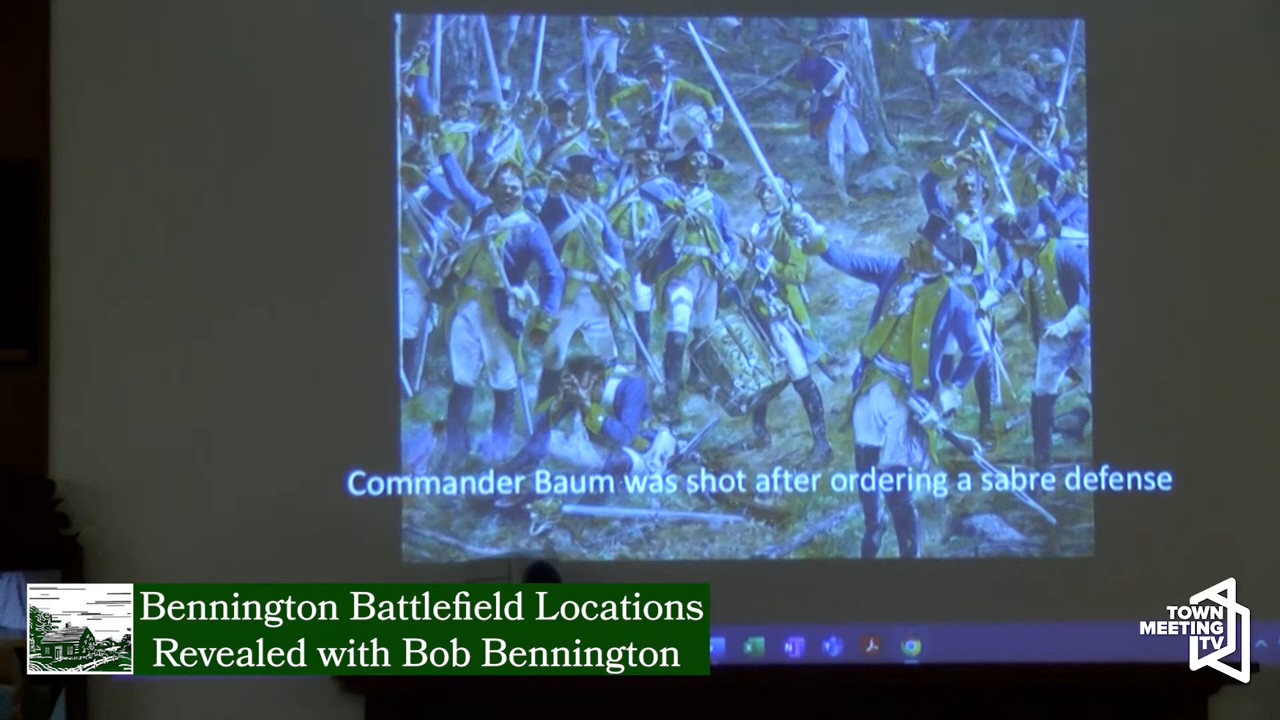 Commander Baum was shot after ordering a sabre defense
Bennington Battlefield Locations
Revealed with Bob Bennington
TOWN
MEETING
TV